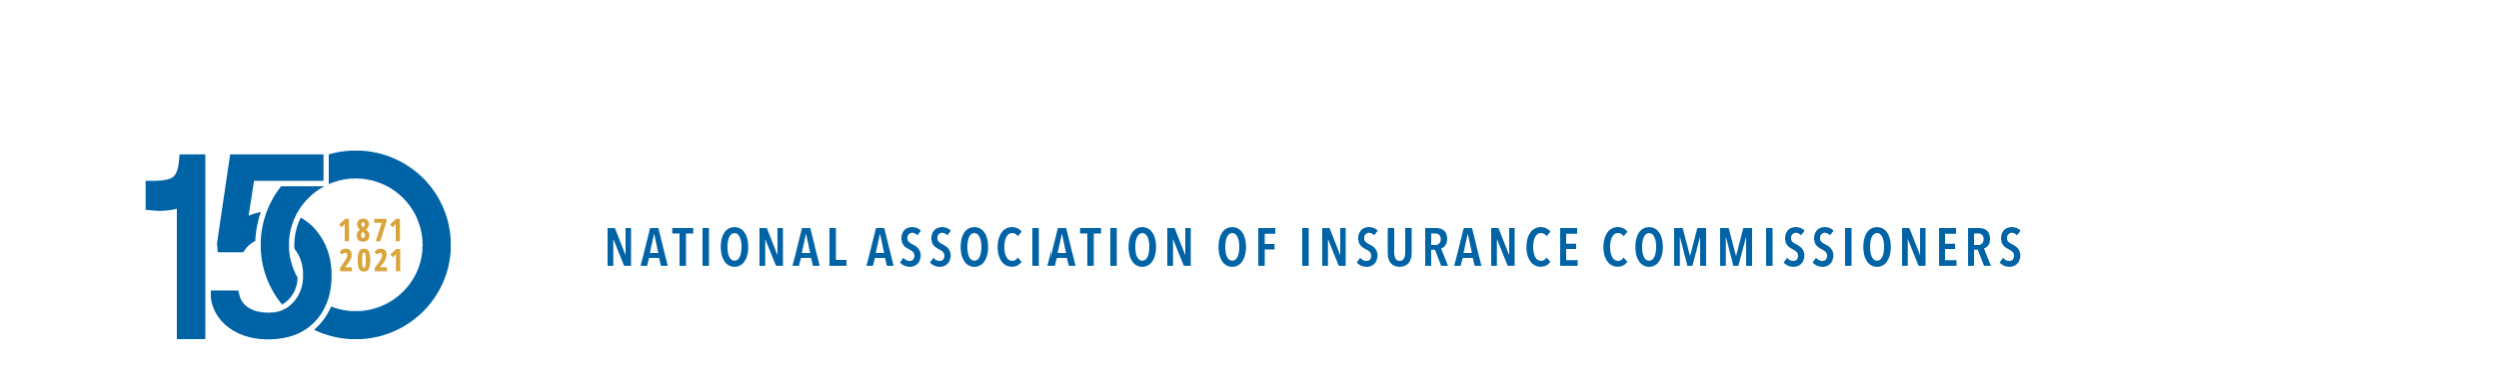 150
1871
2021
NATIONAL ASSOCIATION OF INSURANCE COMMISSIONERS